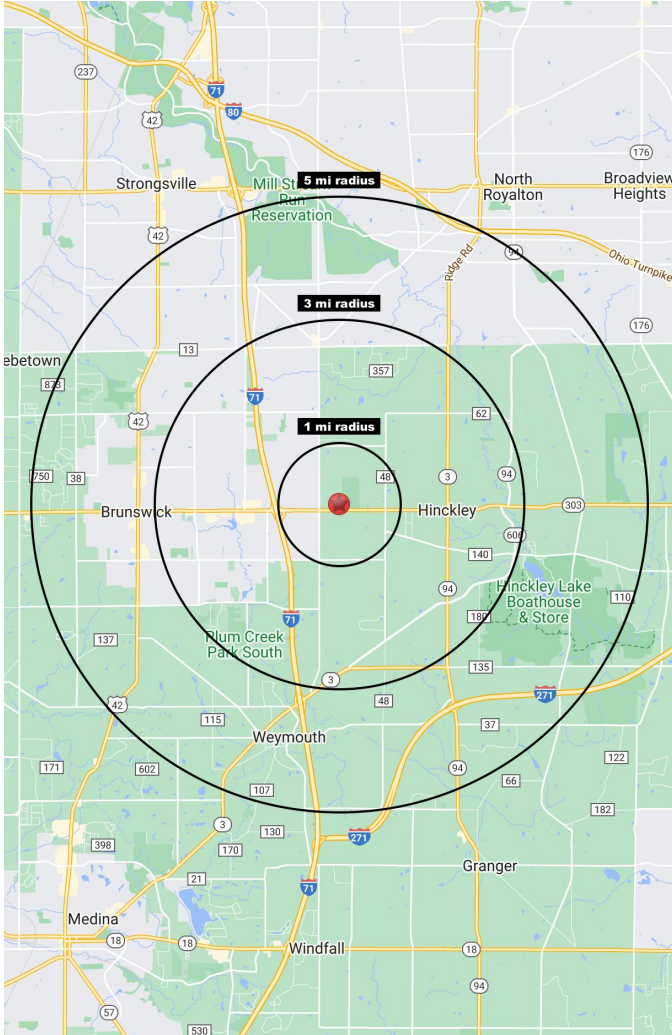 71
237
80
42
176
Strongsville
5 mi radius
Mill Stream
Run
Reservation
North
Royalton
Broadview
Heights
42
94
Ridge Rd
Ohio Turnpike
3 mi radius
176
13
ebetown
357
873
71
62
42
1 mi radius
750
38
48
3
94
Brunswick
Hinckley
303
606
140
Hinckley Lake
Boathouse
& Store
94
110
180
71
137
Plum Creek
Park South
3
135
271
42
48
115
37
Weymouth
122
171
602
94
66
107
182
3
130
271
398
170
Granger
21
71
Medina
18
18
Windfall
18
94
57
530